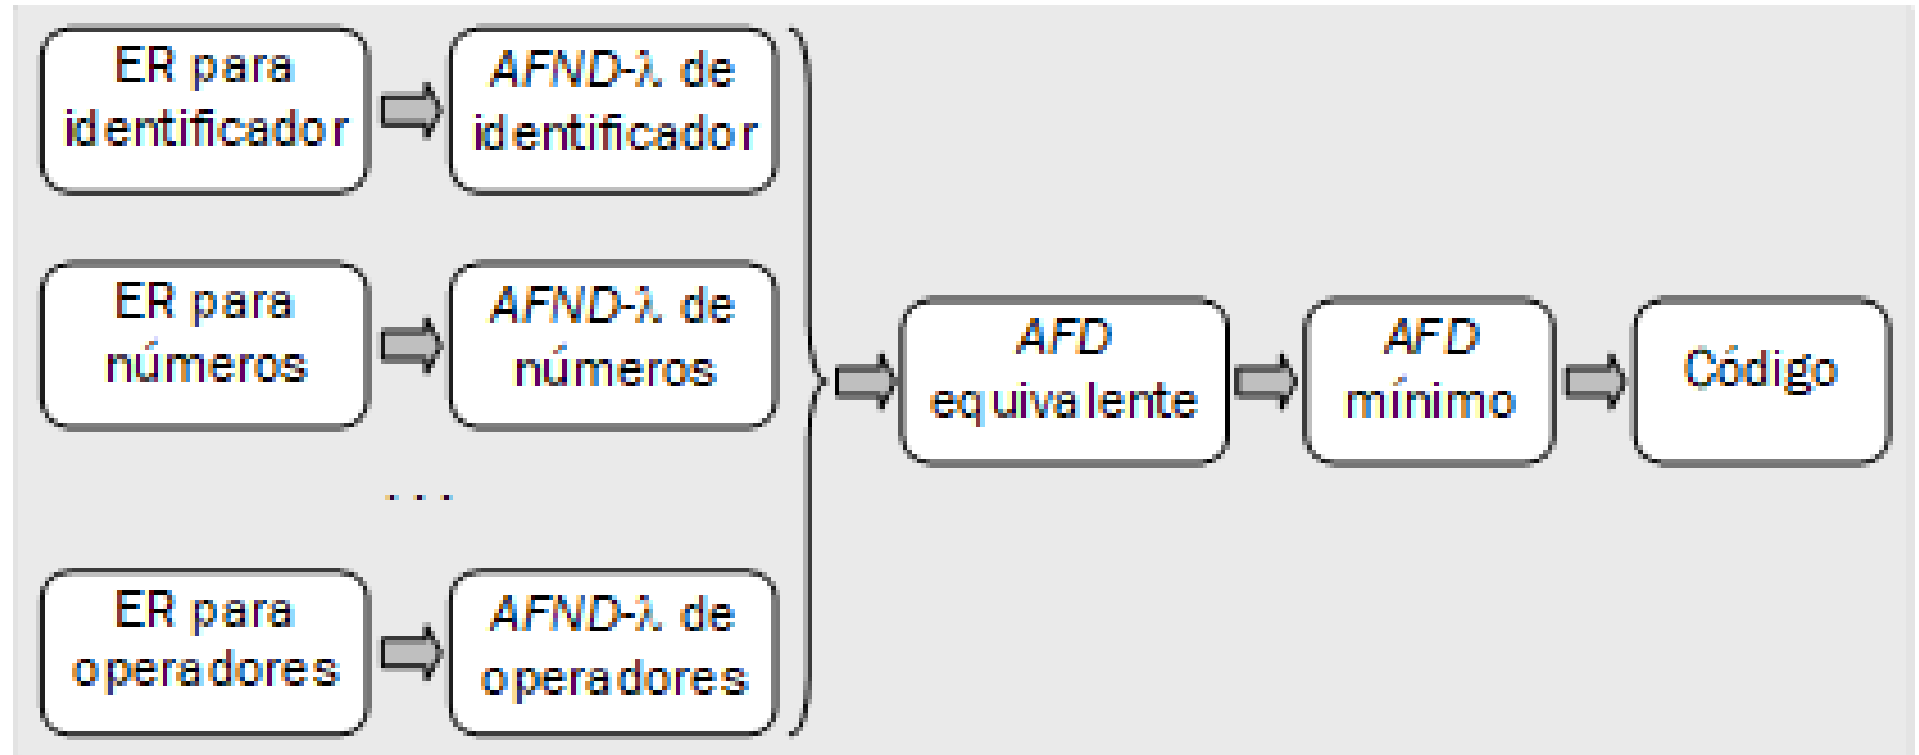 ER para
identificador
AFND-λ de
identificador
ER para
números
AFND-λ de
números
. . .
ER para
operadores
AFND-λ de
operadores
AFD
equivalente
AFD
mínimo
Código